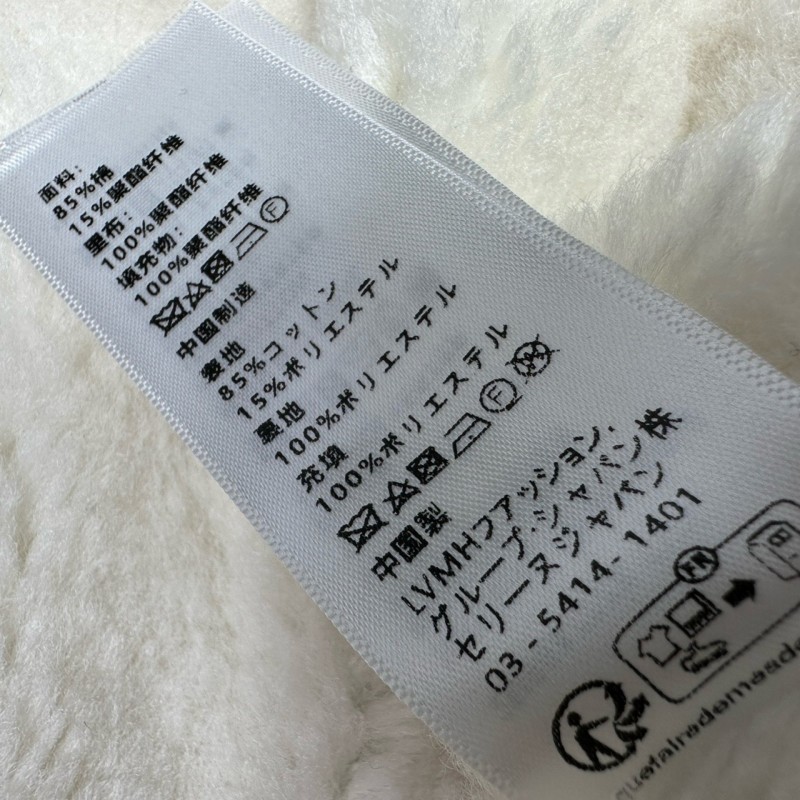 面料:
85%棉
15%聚酯纤维
里布:
100%聚酯纤维
填充物:
100%聚酯纤维
中国制造
表地
85%コットン
15%ポリエステル
裏地
100%ポリエステル
充填
100%ポリエステル
中国製
LVMHファッション.
グループ・ジャパン株
セリーヌジャパン
03-5414-1401
FR
quefairedemesde